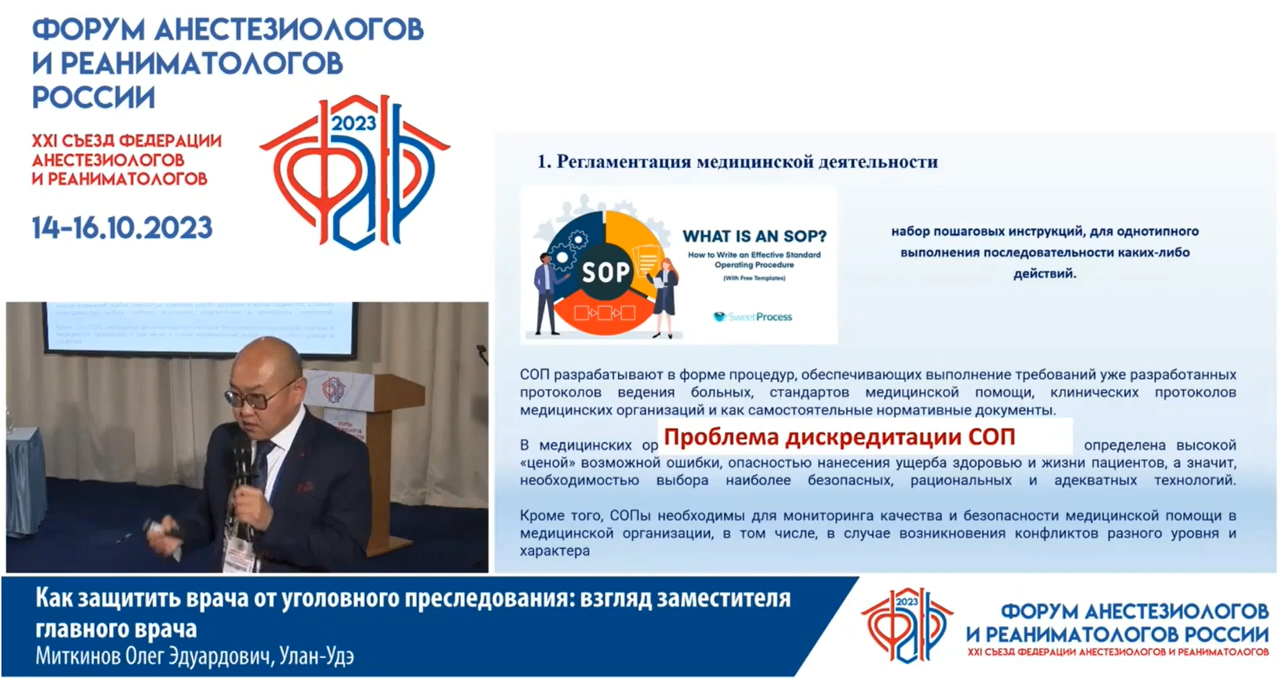 ФОРУМ АНЕСТЕЗИОЛОГОВ
И РЕАНИМАТОЛОГОВ
РОССИИ
XXI СЪЕЗД ФЕДЕРАЦИИ
АНЕСТЕЗИОЛОГОВ
И РЕАНИМАТОЛОГОВ
14-16.10.2023
2023
ФАР
1. Регламентация медицинской деятельности
SOP
WHAT IS AN SOP?
How to Write an Effective Standard
Operating Procedure
(With Free Templates)
SweetProcess
набор пошаговых инструкций, для однотипного
выполнения последовательности каких-либо
действий.
СОП разрабатывают в форме процедур, обеспечивающих выполнение требований уже разработанных
протоколов ведения больных, стандартов медицинской помощи, клинических протоколов
медицинских организаций и как самостоятельные нормативные документы.
В медицинских ор Проблема дискредитации СОП определена высокой
«ценой» возможной ошибки, опасностью нанесения ущерба здоровью и жизни пациентов, а значит,
необходимостью выбора наиболее безопасных, рациональных и адекватных технологий.
Кроме того, СОПы необходимы для мониторинга качества и безопасности медицинской помощи в
медицинской организации, в том числе, в случае возникновения конфликтов разного уровня и
характера
Как защитить врача от уголовного преследования: взгляд заместителя
главного врача
Миткинов Олег Эдуардович, Улан-Удэ
2023
ФАР
ФОРУМ АНЕСТЕЗИОЛОГОВ
И РЕАНИМАТОЛОГОВ РОССИИ
XXI СЪЕЗД ФЕДЕРАЦИИ АНЕСТЕЗИОЛОГОВ И РЕАНИМАТОЛОГОВ